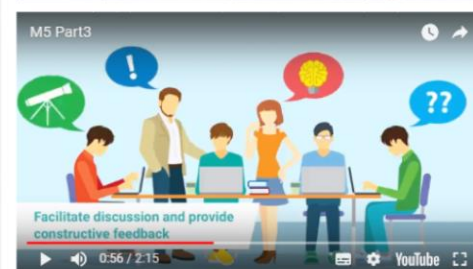 M5 Part3
!
??
Facilitate discussion and provide
constructive feedback
0:56 / 2:15
YouTube